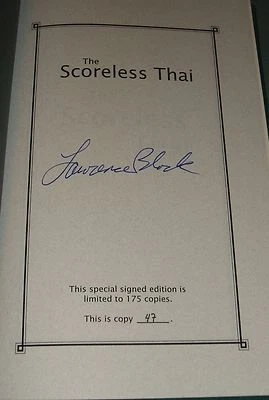 The
Scoreless Thai
Lawrence Block
This special signed edition is
limited to 175 copies.
This is copy 47.